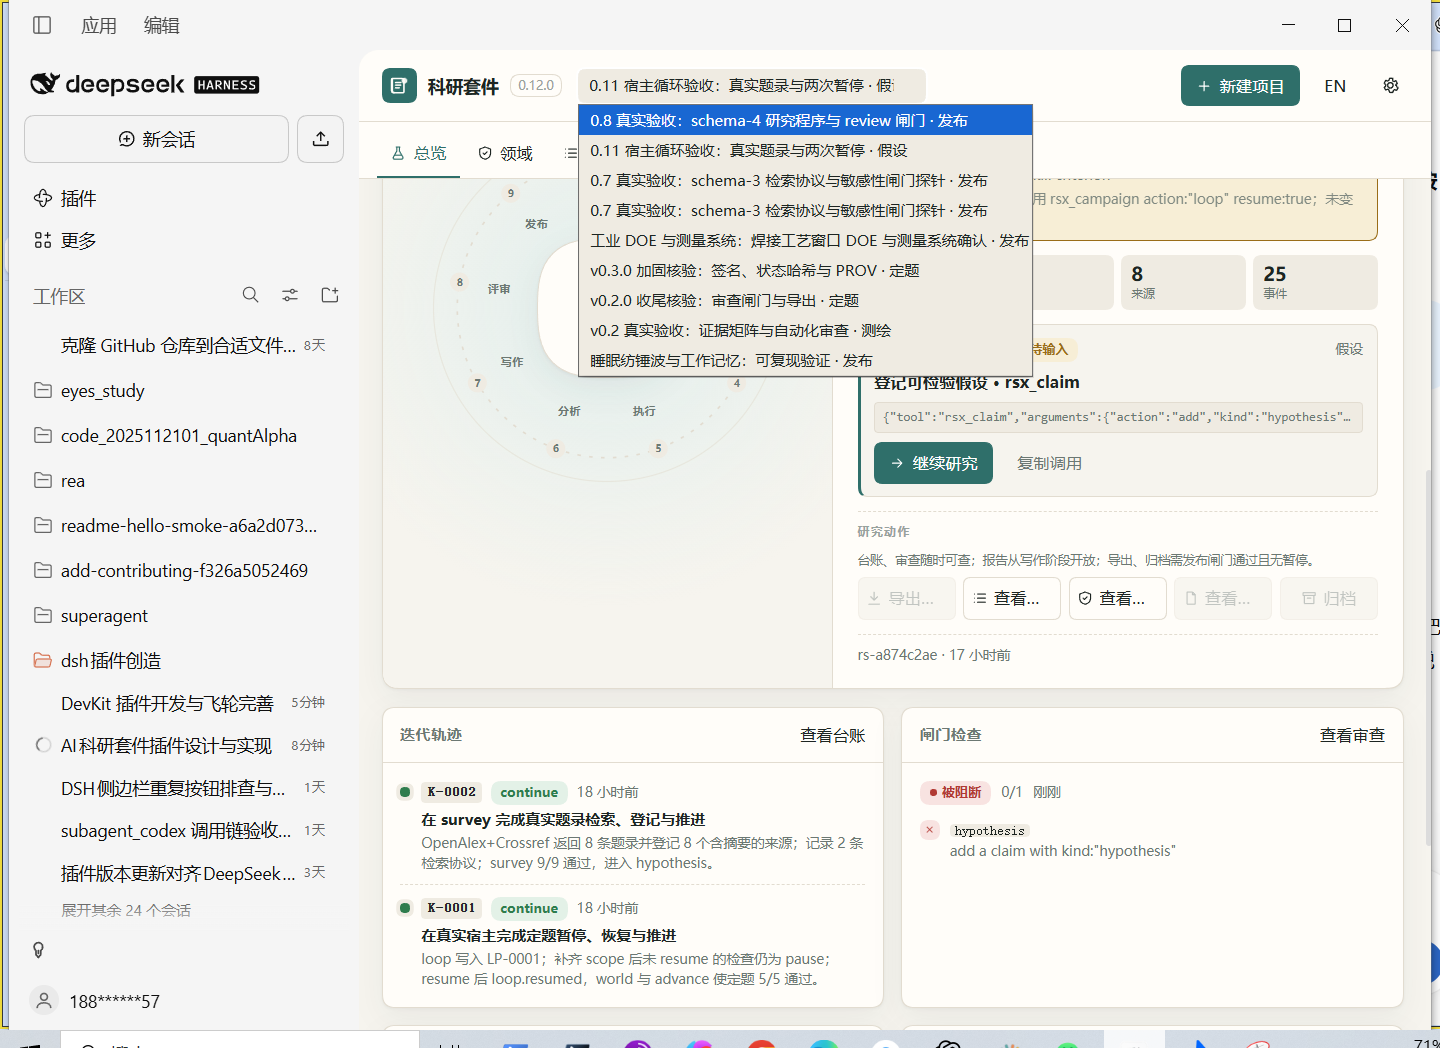 应用 编辑
deepseek HARNESS
新会话
插件
更多
工作区
克隆 GitHub 仓库到合适文件... 8天
eyes_study
code_2025112101_quantAlpha
rea
readme-hello-smoke-a6a2d073...
add-contributing-f326a5052469
superagent
dsh插件创造
DevKit 插件开发与飞轮完善 5分钟
AI科研套件插件设计与实现 8分钟
DSH侧边栏重复按钮排查与... 1天
subagent_codex 调用链验收... 1天
插件版本更新对齐DeepSeek... 3天
展开其余 24 个会话
188******57
科研套件 0.12.0 0.11 宿主循环验收：真实题录与两次暂停 · 假
+ 新建项目 EN
总览 领域
0.8 真实验收：schema-4 研究程序与 review 闸门 · 发布
0.11 宿主循环验收：真实题录与两次暂停 · 假设
0.7 真实验收：schema-3 检索协议与敏感性闸门探针 · 发布
0.7 真实验收：schema-3 检索协议与敏感性闸门探针 · 发布
工业 DOE 与测量系统：焊接工艺窗口 DOE 与测量系统确认 · 发布
v0.3.0 加固核验：签名、状态哈希与 PROV · 定题
v0.2.0 收尾核验：审查闸门与导出 · 定题
v0.2 真实验收：证据矩阵与自动化审查 · 测绘
睡眠纺锤波与工作记忆：可复现验证 · 发布
9
发布
8
评审
写作
7
分析
执行
4
6
5
用 rsx_campaign action:"loop" resume:true；未变
8
来源
25
事件
待输入 假设
登记可检验假设 • rsx_claim
{"tool":"rsx_claim","arguments":{"action":"add","kind":"hypothesis"…
→ 继续研究 复制调用
研究动作
台账、审查随时可查；报告从写作阶段开放；导出、归档需发布闸门通过且无暂停。
导出... 查看... 查看... 查看... 归档
rs-a874c2ae · 17 小时前
迭代轨迹 查看台账
K-0002 continue 18 小时前
在 survey 完成真实题录检索、登记与推进
OpenAlex+Crossref 返回 8 条题录并登记 8 个含摘要的来源；记录 2 条
检索协议；survey 9/9 通过，进入 hypothesis。
K-0001 continue 18 小时前
在真实宿主完成定题暂停、恢复与推进
loop 写入 LP-0001；补齐 scope 后未 resume 的检查仍为 pause；
resume 后 loop.resumed，world 与 advance 使定题 5/5 通过。
闸门检查 查看审查
被阻断 0/1 刚刚
hypothesis
add a claim with kind:"hypothesis"
71%